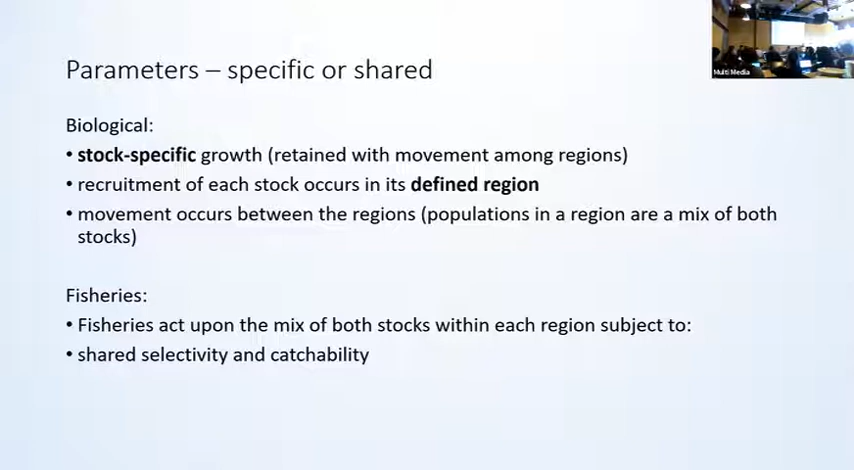 Multi Media
Parameters – specific or shared
Biological:
• stock-specific growth (retained with movement among regions)
• recruitment of each stock occurs in its defined region
• movement occurs between the regions (populations in a region are a mix of both
stocks)
Fisheries:
• Fisheries act upon the mix of both stocks within each region subject to:
• shared selectivity and catchability